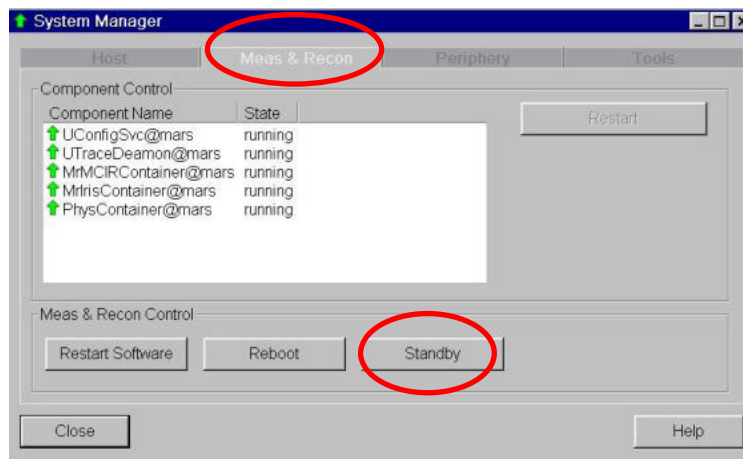 System Manager
Host Meas & Recon Periphery Tools
Component Control
Component Name State
Restart
UConfigSvc@mars running
UTraceDeamon@mars running
MrMCIRContainer@mars running
MrIrisContainer@mars running
PhysContainer@mars running
Meas & Recon Control
Restart Software Reboot Standby
Close Help